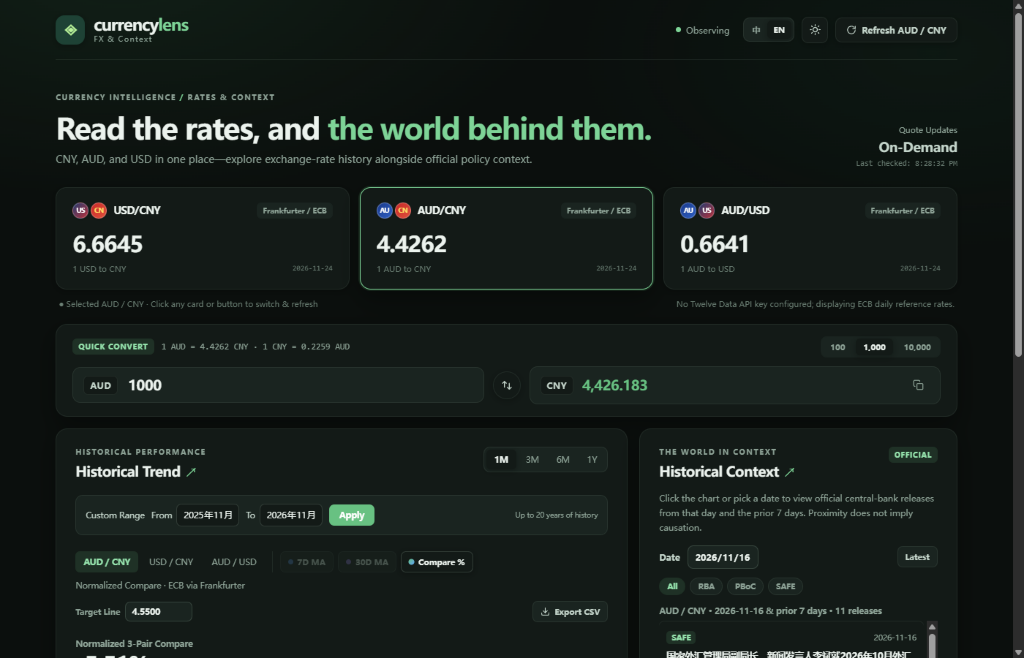 currencylens
FX & Context
Observing
中 EN
Refresh AUD / CNY
CURRENCY INTELLIGENCE / RATES & CONTEXT
Read the rates, and the world behind them.
CNY, AUD, and USD in one place—explore exchange-rate history alongside official policy context.
Quote Updates
On-Demand
Last checked: 8:28:32 PM
US CN USD/CNY Frankfurter / ECB
6.6645
1 USD to CNY 2026-11-24
AU CN AUD/CNY Frankfurter / ECB
4.4262
1 AUD to CNY 2026-11-24
AU US AUD/USD Frankfurter / ECB
0.6641
1 AUD to USD 2026-11-24
● Selected AUD / CNY · Click any card or button to switch & refresh
No Twelve Data API key configured; displaying ECB daily reference rates.
QUICK CONVERT 1 AUD = 4.4262 CNY · 1 CNY = 0.2259 AUD
100 1,000 10,000
AUD 1000
CNY 4,426.183
HISTORICAL PERFORMANCE
Historical Trend ↗
1M 3M 6M 1Y
Custom Range From 2025年11月 To 2026年11月 Apply Up to 20 years of history
AUD / CNY USD / CNY AUD / USD 7D MA 30D MA Compare %
Normalized Compare · ECB via Frankfurter
Target Line 4.5500 Export CSV
Normalized 3-Pair Compare
THE WORLD IN CONTEXT
OFFICIAL
Historical Context ↗
Click the chart or pick a date to view official central-bank releases
from that day and the prior 7 days. Proximity does not imply
causation.
Date 2026/11/16 Latest
All RBA PBoC SAFE
AUD / CNY • 2026-11-16 & prior 7 days • 11 releases
SAFE 2026-11-16